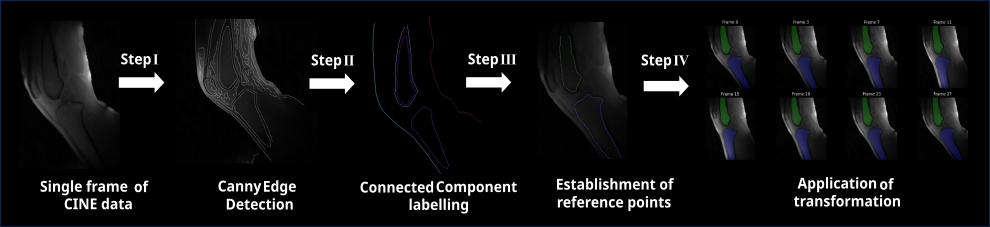 Step I
Step II
Step III
Step IV
Frame 0
Frame 3
Frame 7
Frame 11
Frame 15
Frame 19
Frame 23
Frame 27
Single frame of
CINE data
Canny Edge
Detection
Connected Component
labelling
Establishment of
reference points
Application of
transformation